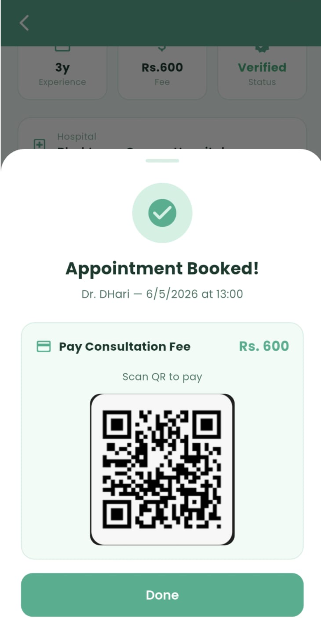 3y
Rs.600
Verified
Experience
Fee
Status
Hospital
Appointment Booked!
Dr. DHari — 6/5/2026 at 13:00
Pay Consultation Fee
Rs. 600
Scan QR to pay
Done